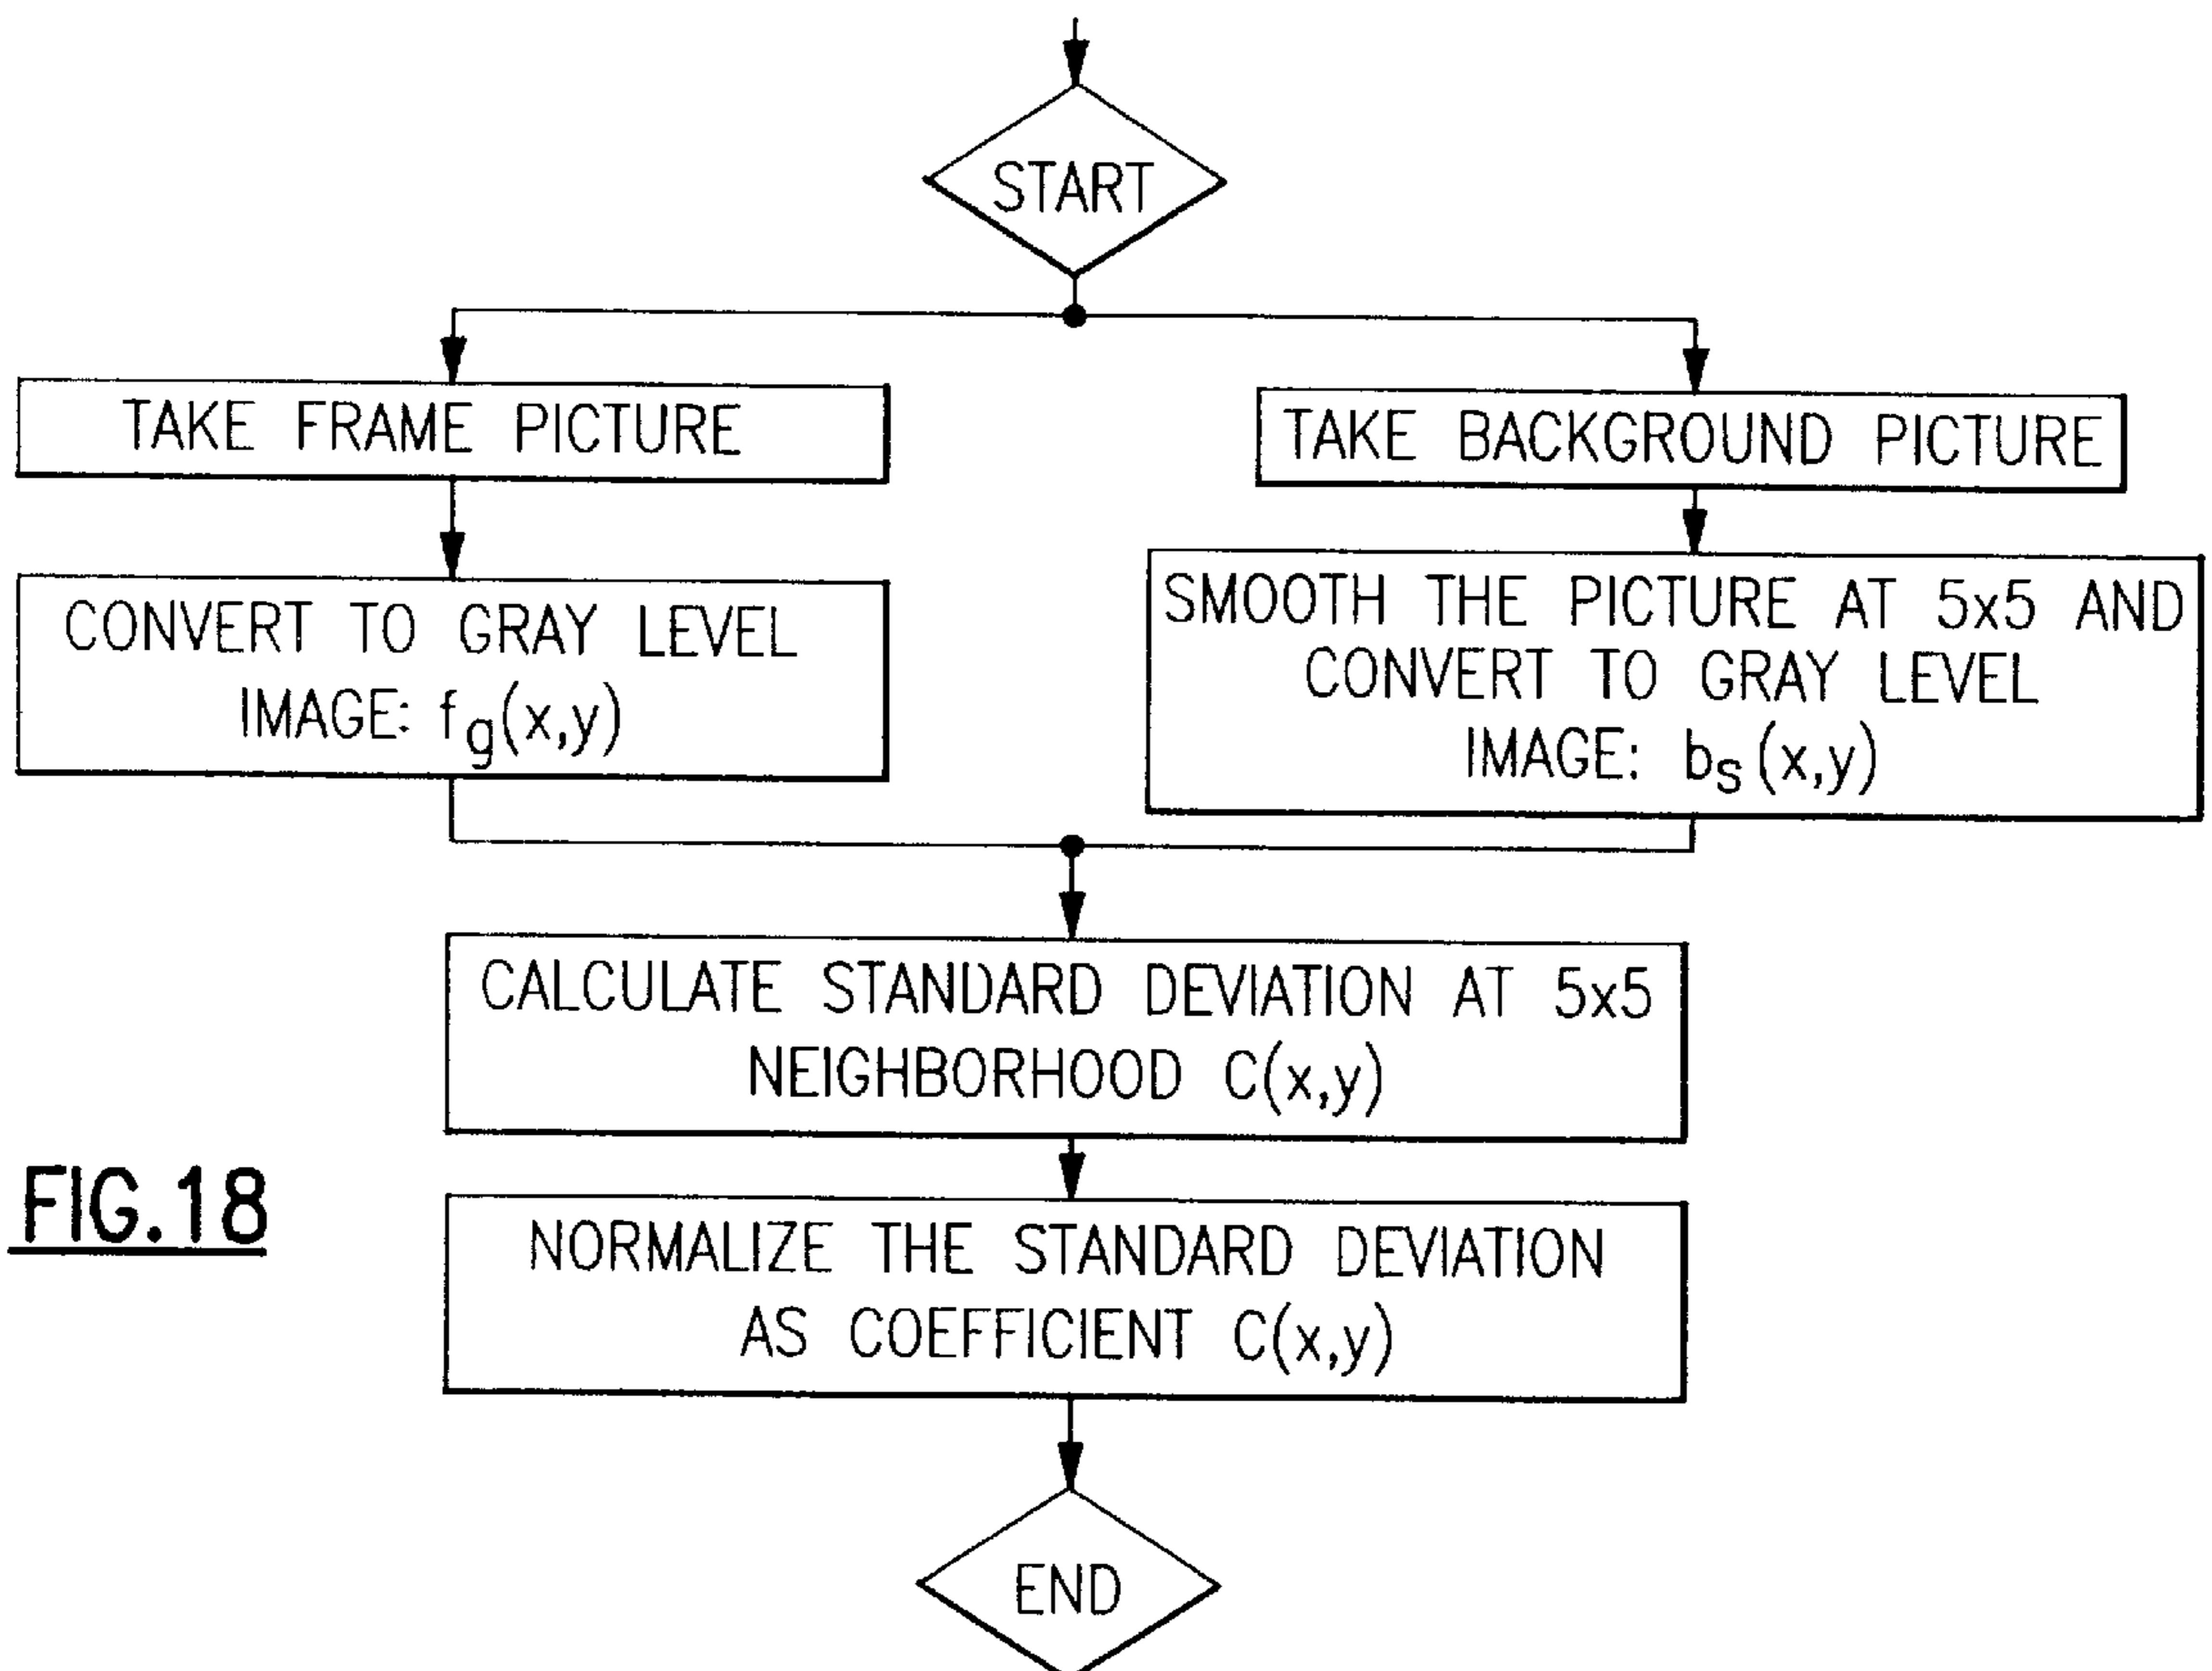 START
TAKE FRAME PICTURE
TAKE BACKGROUND PICTURE
CONVERT TO GRAY LEVEL
IMAGE: fg(x,y)
SMOOTH THE PICTURE AT 5x5 AND
CONVERT TO GRAY LEVEL
IMAGE: bs(x,y)
CALCULATE STANDARD DEVIATION AT 5x5
NEIGHBORHOOD C(x,y)
NORMALIZE THE STANDARD DEVIATION
AS COEFFICIENT C(x,y)
END
FIG.18